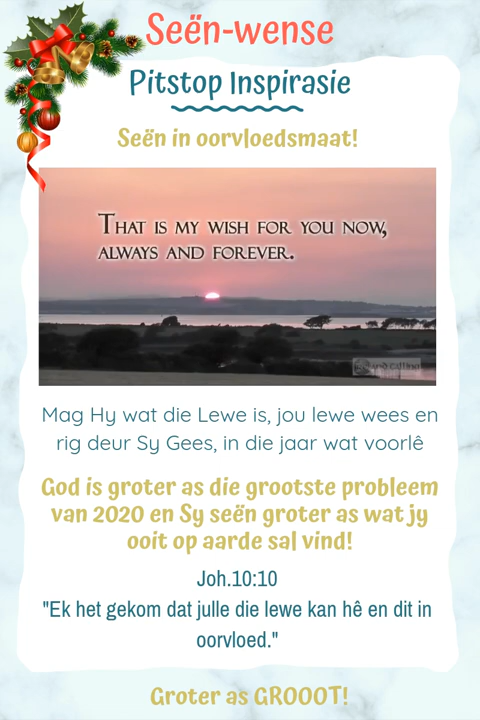 Seën-wense
Pitstop Inspirasie
Seën in oorvloedsmaat!
That is my wish for you now,
always and forever.
Mag Hy wat die Lewe is, jou lewe wees en
rig deur Sy Gees, in die jaar wat voorlê
God is groter as die grootste probleem
van 2020 en Sy seën groter as wat jy
ooit op aarde sal vind!
Joh.10:10
"Ek het gekom dat julle die lewe kan hê en dit in
oorvloed."
Groter as GROOOT!